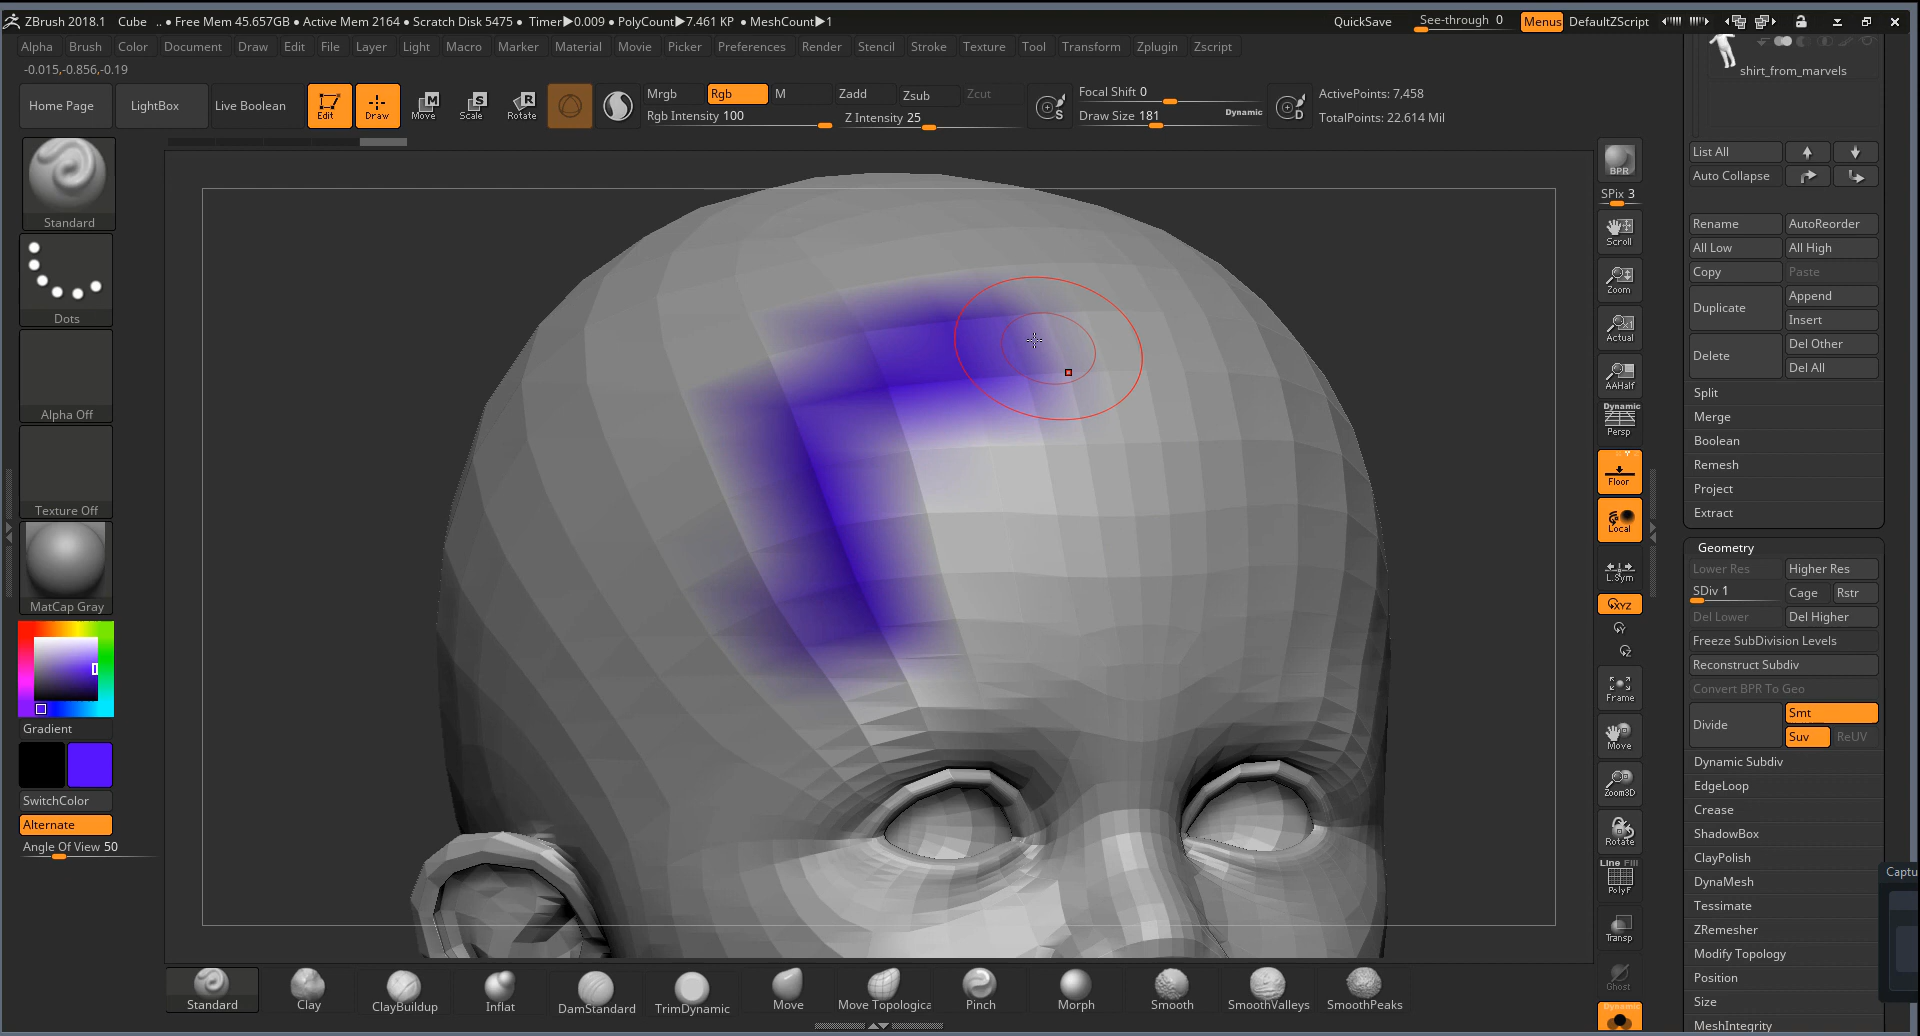 ZBrush 2018.1 Cube .. • Free Mem 45.657GB • Active Mem 2164 • Scratch Disk 5475 • Timer▶0.009 • PolyCount▶7.461 KP • MeshCount▶1
QuickSave See-through 0 Menus DefaultZScript
Alpha Brush Color Document Draw Edit File Layer Light Macro Marker Material Movie Picker Preferences Render Stencil Stroke Texture Tool Transform Zplugin Zscript
-0.015,-0.856,-0.19
Home Page LightBox Live Boolean
Edit Draw Move Scale Rotate
M S R
Mrgb Rgb M Zadd Zsub Zcut
Rgb Intensity 100 Z Intensity 25
S
Focal Shift 0
Draw Size 181 Dynamic
D
ActivePoints: 7,458
TotalPoints: 22.614 Mil
Standard
Dots
Alpha Off
Texture Off
MatCap Gray
Gradient
SwitchColor
Alternate
Angle Of View 50
BPR
SPix 3
Scroll
Zoom
Actual
AAHalf
Dynamic
Persp
Floor
Local
L.Sym
XYZ
Y
Z
Frame
Move
Zoom3D
Rotate
Line Fill
PolyF
Transp
Ghost
Dynamic
shirt_from_marvels
List All
Auto Collapse
Rename AutoReorder
All Low All High
Copy Paste
Duplicate Append
Insert
Delete Del Other
Del All
Split
Merge
Boolean
Remesh
Project
Extract
Geometry
Lower Res Higher Res
SDiv 1 Cage Rstr
Del Lower Del Higher
Freeze SubDivision Levels
Reconstruct Subdiv
Convert BPR To Geo
Divide Smt
Suv ReUV
Dynamic Subdiv
EdgeLoop
Crease
ShadowBox
ClayPolish
DynaMesh
Tessimate
ZRemesher
Modify Topology
Position
Size
MeshIntegrity
Captu
Standard Clay ClayBuildup Inflat DamStandard TrimDynamic Move Move Topologica Pinch Morph Smooth SmoothValleys SmoothPeaks